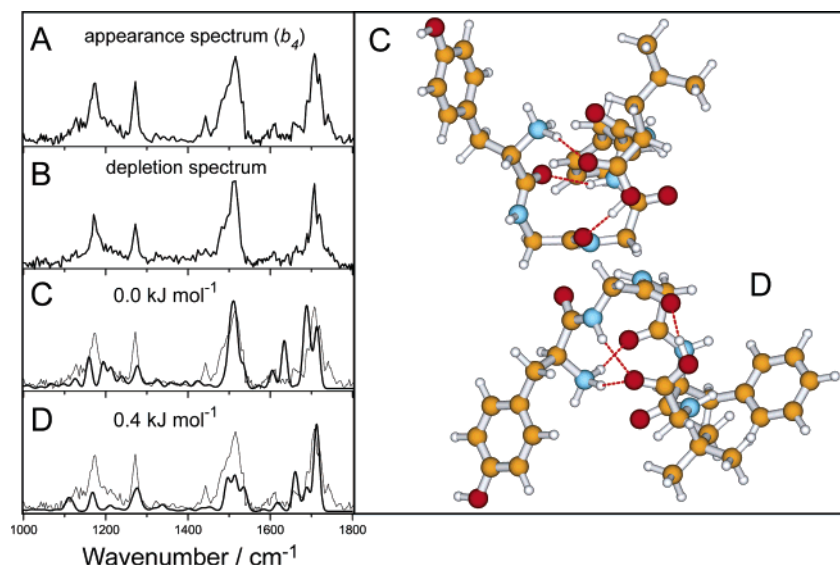 A appearance spectrum (b4)
B depletion spectrum
C 0.0 kJ mol-1
D 0.4 kJ mol-1
1000 1200 1400 1600 1800
Wavenumber / cm-1
C
D